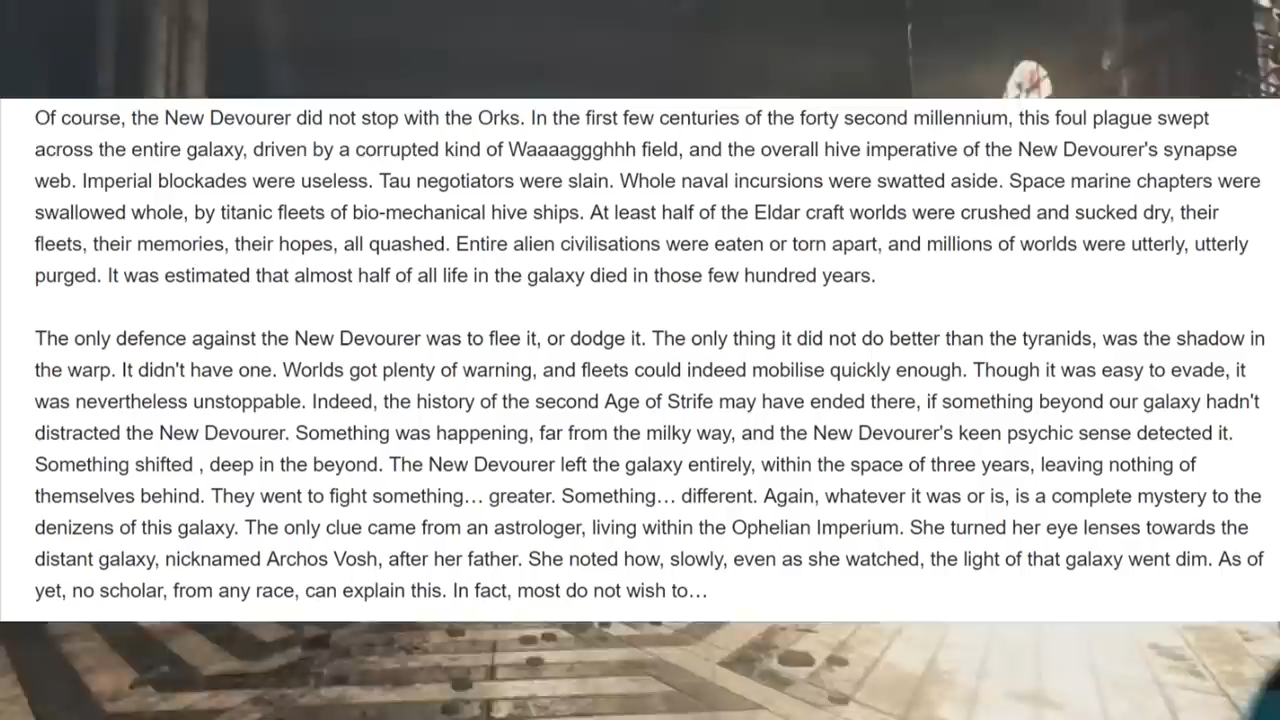 Of course, the New Devourer did not stop with the Orks. In the first few centuries of the forty second millennium, this foul plague swept
across the entire galaxy, driven by a corrupted kind of Waaaaggghhh field, and the overall hive imperative of the New Devourer's synapse
web. Imperial blockades were useless. Tau negotiators were slain. Whole naval incursions were swatted aside. Space marine chapters were
swallowed whole, by titanic fleets of bio-mechanical hive ships. At least half of the Eldar craft worlds were crushed and sucked dry, their
fleets, their memories, their hopes, all quashed. Entire alien civilisations were eaten or torn apart, and millions of worlds were utterly, utterly
purged. It was estimated that almost half of all life in the galaxy died in those few hundred years.
The only defence against the New Devourer was to flee it, or dodge it. The only thing it did not do better than the tyranids, was the shadow in
the warp. It didn't have one. Worlds got plenty of warning, and fleets could indeed mobilise quickly enough. Though it was easy to evade, it
was nevertheless unstoppable. Indeed, the history of the second Age of Strife may have ended there, if something beyond our galaxy hadn't
distracted the New Devourer. Something was happening, far from the milky way, and the New Devourer's keen psychic sense detected it.
Something shifted , deep in the beyond. The New Devourer left the galaxy entirely, within the space of three years, leaving nothing of
themselves behind. They went to fight something… greater. Something… different. Again, whatever it was or is, is a complete mystery to the
denizens of this galaxy. The only clue came from an astrologer, living within the Ophelian Imperium. She turned her eye lenses towards the
distant galaxy, nicknamed Archos Vosh, after her father. She noted how, slowly, even as she watched, the light of that galaxy went dim. As of
yet, no scholar, from any race, can explain this. In fact, most do not wish to…